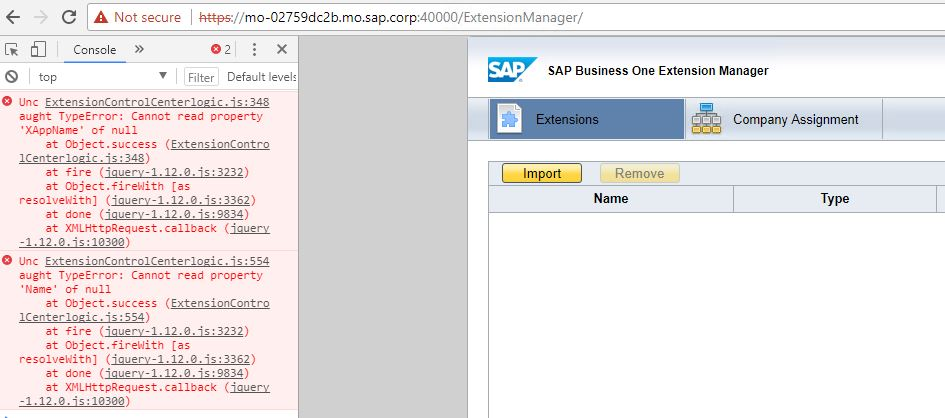 Not secure | https://mo-02759dc2b.mo.sap.corp:40000/ExtensionManager/
Console » 2
top ▼ Filter Default levels
Unc ExtensionControlCenterlogic.js:348
aught TypeError: Cannot read property
'XAppName' of null
at Object.success (ExtensionContro
lCenterlogic.js:348)
at fire (jquery-1.12.0.js:3232)
at Object.fireWith [as
resolveWith] (jquery-1.12.0.js:3362)
at done (jquery-1.12.0.js:9834)
at XMLHttpRequest.callback (jquery
-1.12.0.js:10300)
Unc ExtensionControlCenterlogic.js:554
aught TypeError: Cannot read property
'Name' of null
at Object.success (ExtensionContro
lCenterlogic.js:554)
at fire (jquery-1.12.0.js:3232)
at Object.fireWith [as
resolveWith] (jquery-1.12.0.js:3362)
at done (jquery-1.12.0.js:9834)
at XMLHttpRequest.callback (jquery
-1.12.0.js:10300)
SAP SAP Business One Extension Manager
Extensions Company Assignment
Import Remove
Name Type